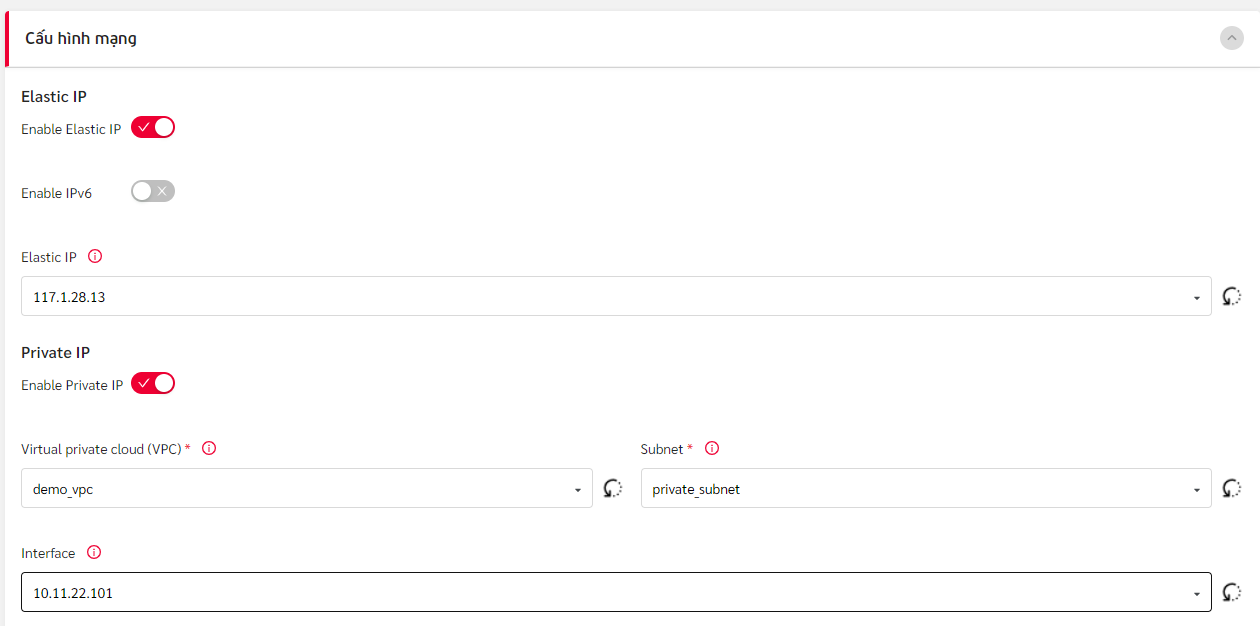 Cấu hình mạng
Elastic IP
Enable Elastic IP
Enable IPv6
Elastic IP
117.1.28.13
Private IP
Enable Private IP
Virtual private cloud (VPC) * Subnet *
demo_vpc private_subnet
Interface
10.11.22.101